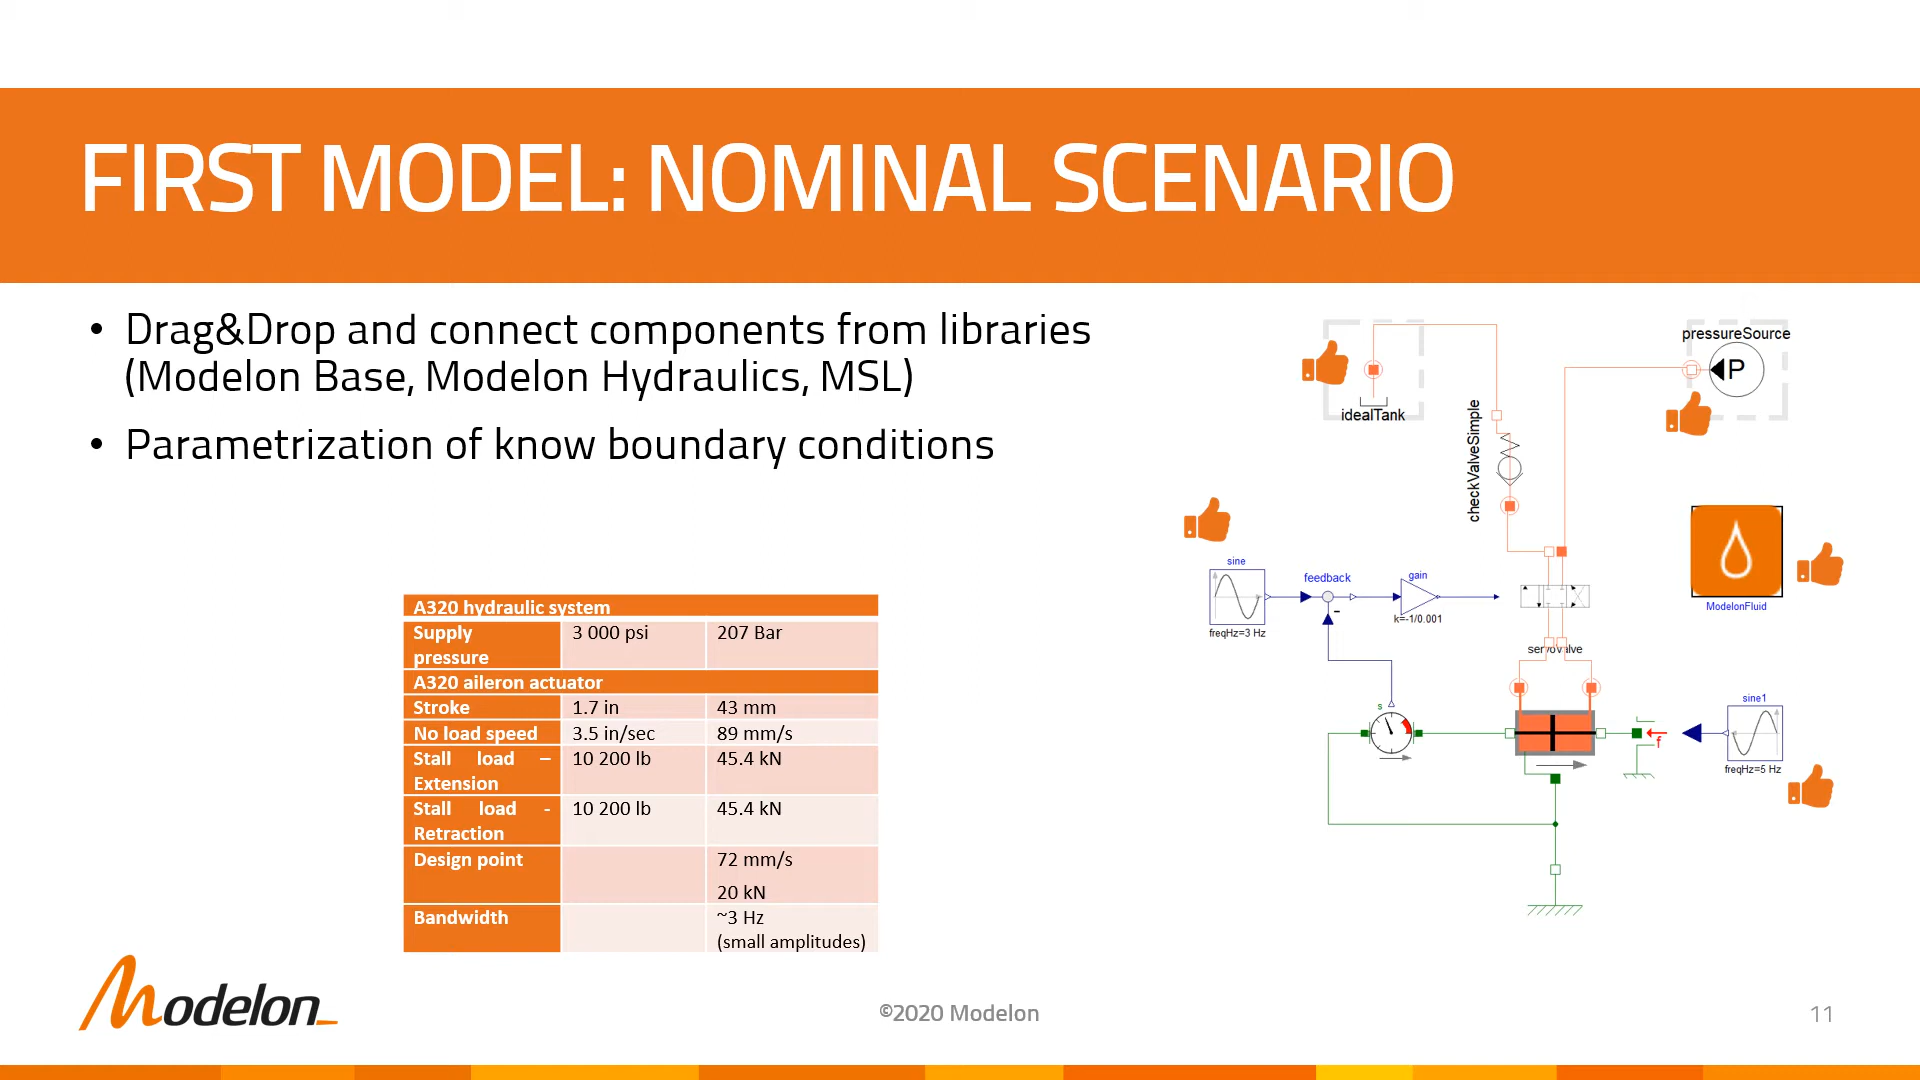 FIRST MODEL: NOMINAL SCENARIO
• Drag&Drop and connect components from libraries
(Modelon Base, Modelon Hydraulics, MSL)
• Parametrization of know boundary conditions
A320 hydraulic system
Supply pressure 3 000 psi 207 Bar
A320 aileron actuator
Stroke 1.7 in 43 mm
No load speed 3.5 in/sec 89 mm/s
Stall load – Extension 10 200 lb 45.4 kN
Stall load - Retraction 10 200 lb 45.4 kN
Design point 72 mm/s
20 kN
Bandwidth ~3 Hz
(small amplitudes)
idealTank
pressureSource
P
checkValveSimple
sine
freqHz=3 Hz
feedback
-
gain
k=-1/0.001
ModelonFluid
servoValve
s
f
sine1
freqHz=5 Hz
Modelon
©2020 Modelon
11